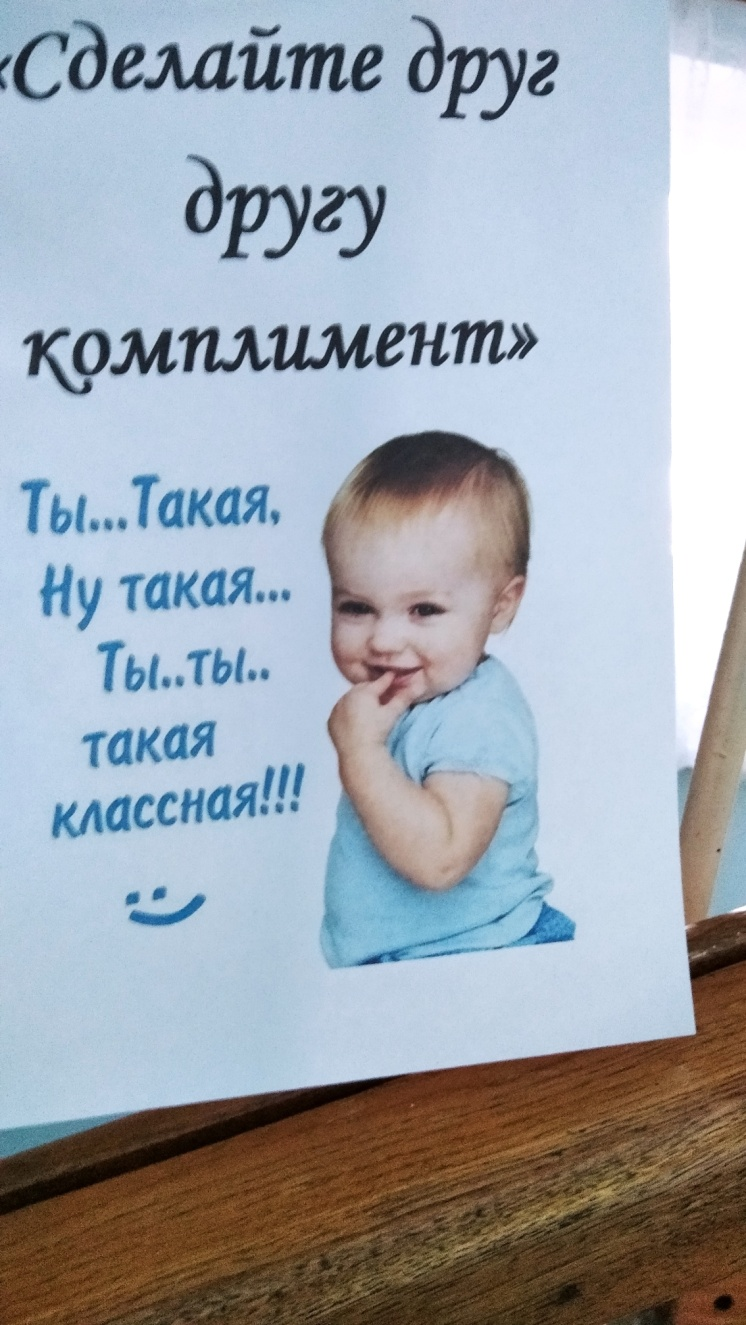 «Сделайте друг
другу
комплимент»
Ты...Такая,
Ну такая...
Ты..ты..
такая
классная!!!